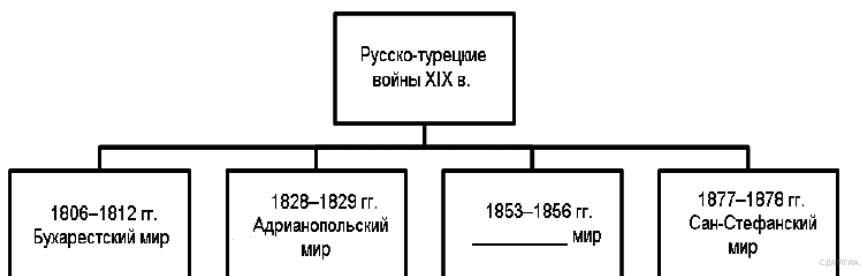 Русско-турецкие
войны XIX в.
1806–1812 гг.
Бухарестский мир
1828–1829 гг.
Адрианопольский
мир
1853–1856 гг.
__________ мир
1877–1878 гг.
Сан-Стефанский
мир